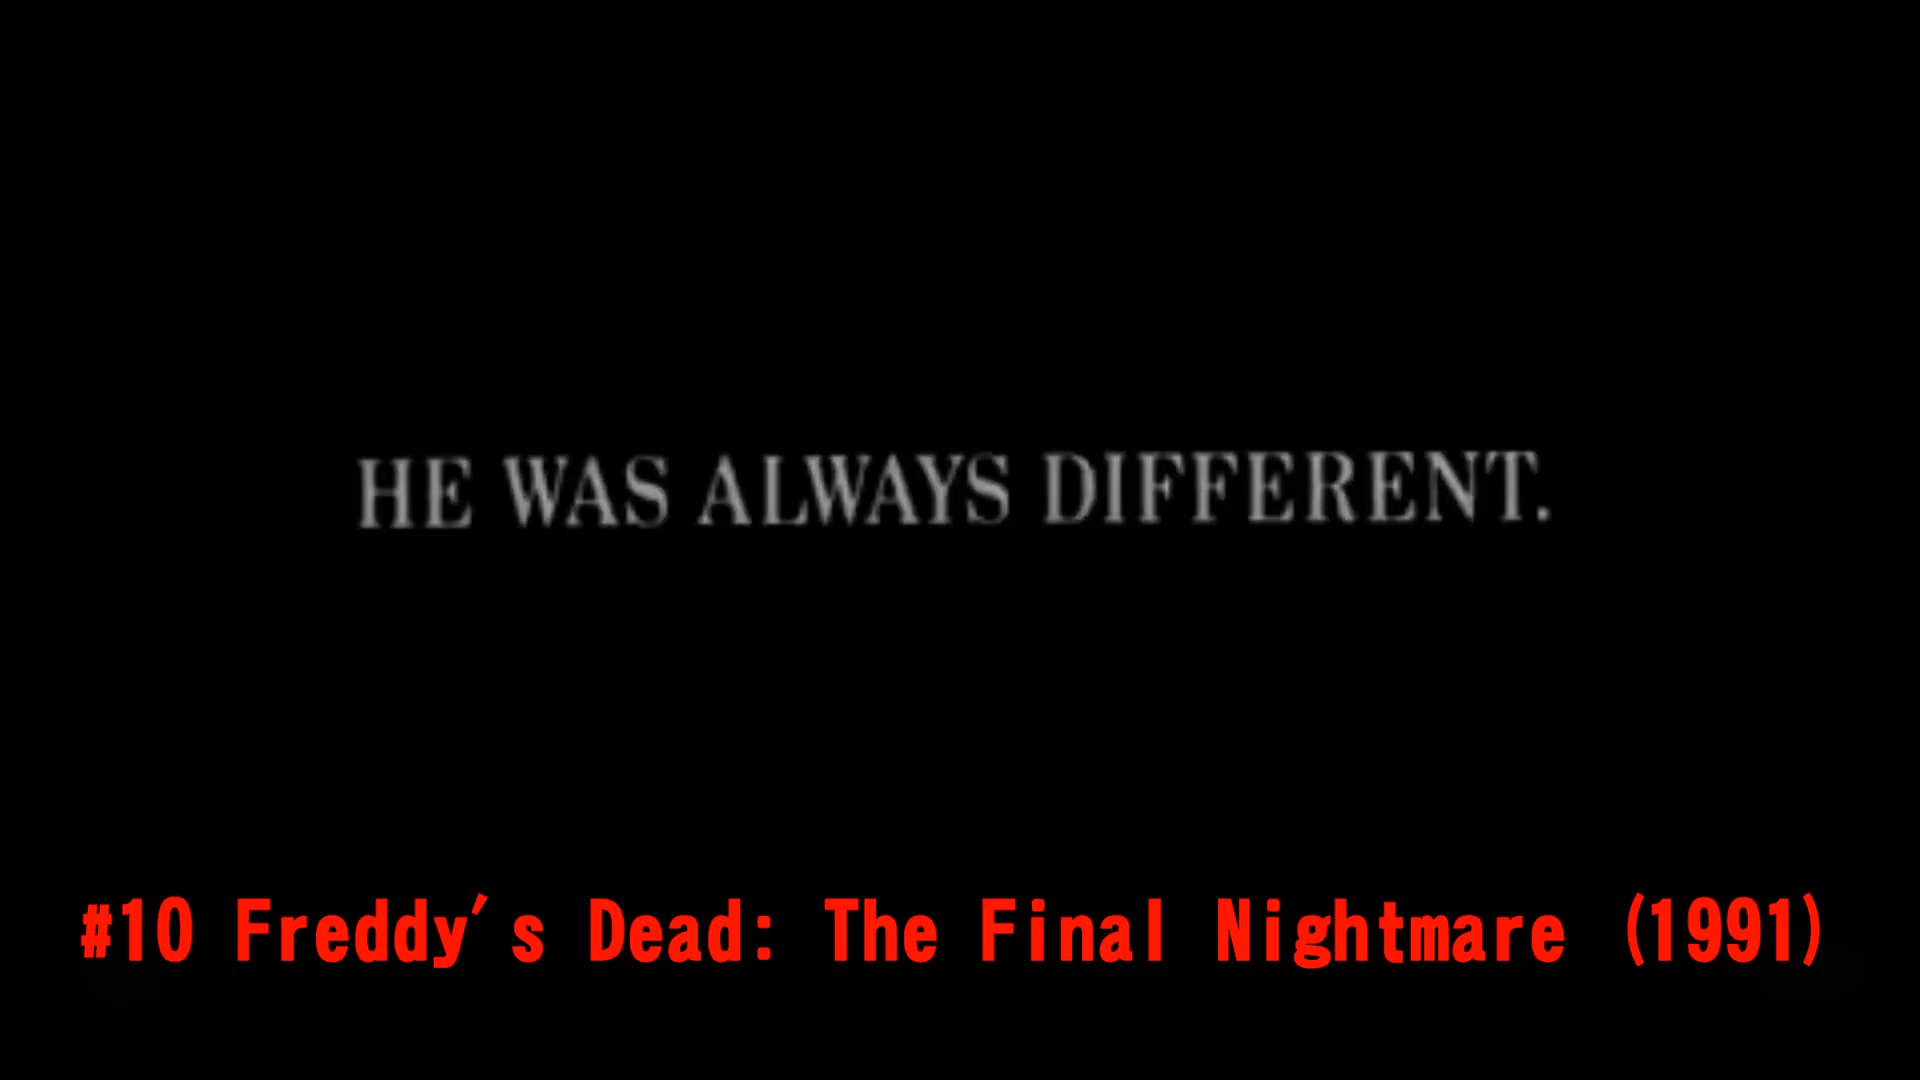 HE WAS ALWAYS DIFFERENT.
#10 Freddy's Dead: The Final Nightmare (1991)